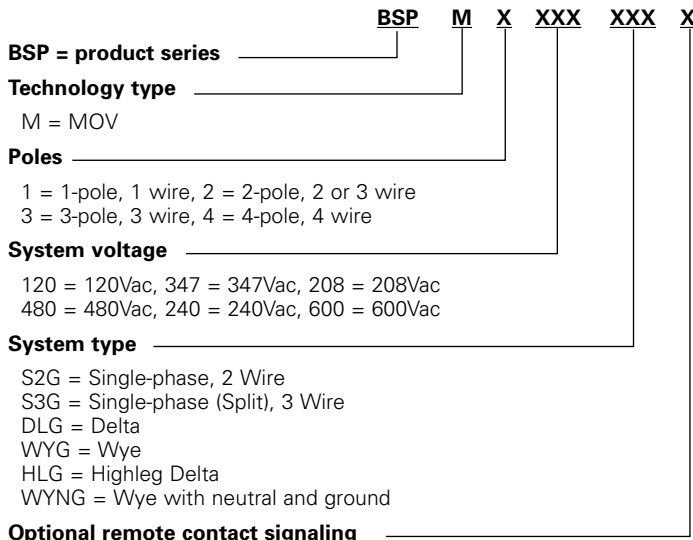 BSP M X XXX XXX X
BSP = product series
Technology type
M = MOV
Poles
1 = 1-pole, 1 wire, 2 = 2-pole, 2 or 3 wire
3 = 3-pole, 3 wire, 4 = 4-pole, 4 wire
System voltage
120 = 120Vac, 347 = 347Vac, 208 = 208Vac
480 = 480Vac, 240 = 240Vac, 600 = 600Vac
System type
S2G = Single-phase, 2 Wire
S3G = Single-phase (Split), 3 Wire
DLG = Delta
WYG = Wye
HLG = Highleg Delta
WYNG = Wye with neutral and ground
Optional remote contact signaling